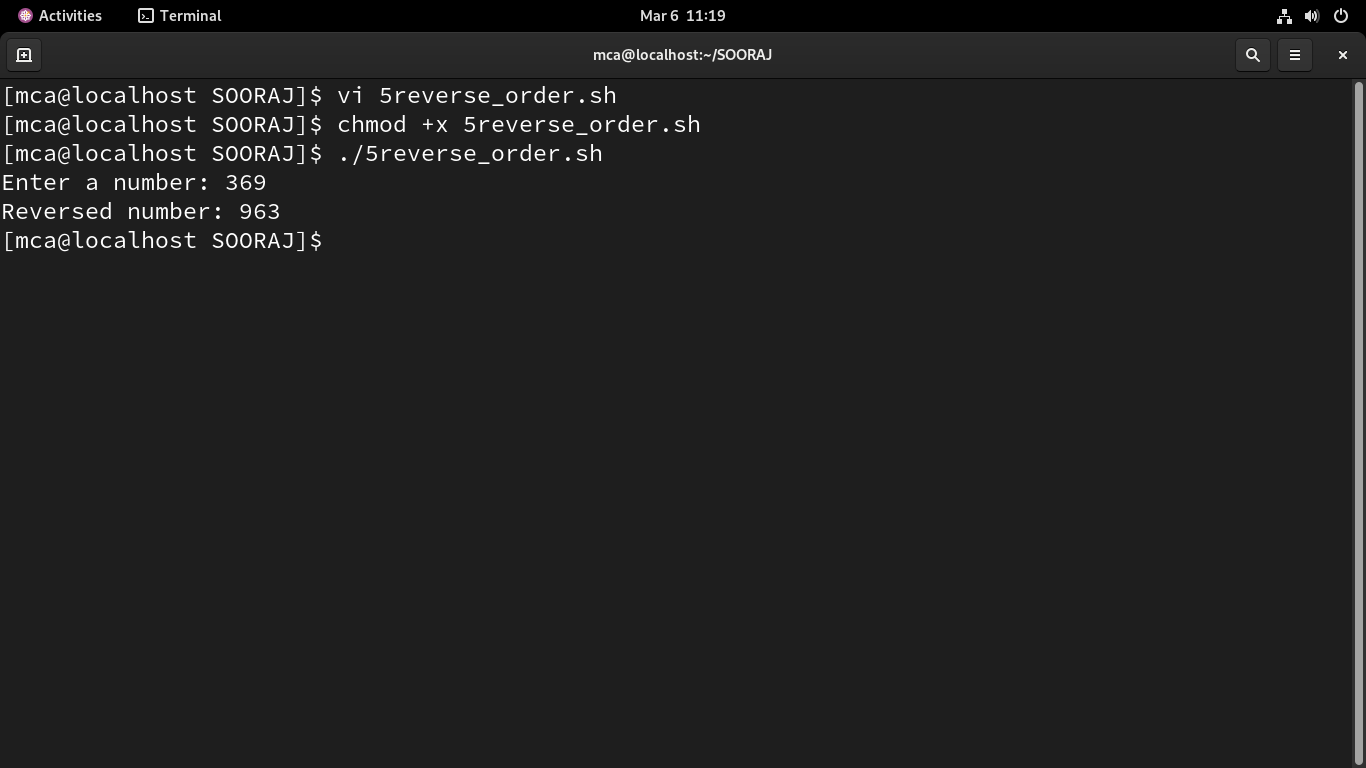 Activities Terminal Mar 6 11:19
mca@localhost:~/SOORAJ
[mca@localhost SOORAJ]$ vi 5reverse_order.sh
[mca@localhost SOORAJ]$ chmod +x 5reverse_order.sh
[mca@localhost SOORAJ]$ ./5reverse_order.sh
Enter a number: 369
Reversed number: 963
[mca@localhost SOORAJ]$